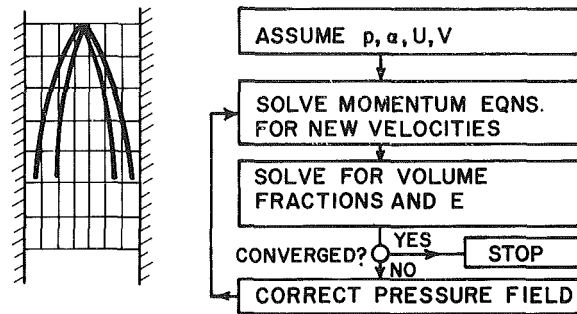 ASSUME p, α, U, V
SOLVE MOMENTUM EQNS.
FOR NEW VELOCITIES
SOLVE FOR VOLUME
FRACTIONS AND E
CONVERGED?
YES
STOP
NO
CORRECT PRESSURE FIELD